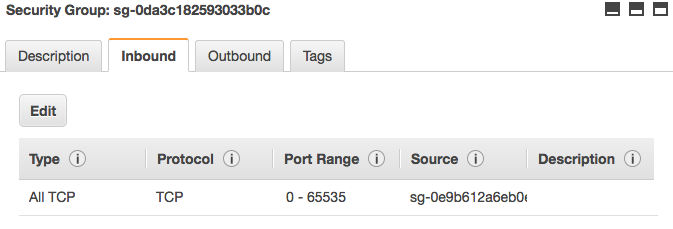 Security Group: sg-0da3c182593033b0c
Description Inbound Outbound Tags
Edit
Type i Protocol i Port Range i Source i Description i
All TCP TCP 0 - 65535 sg-0e9b612a6eb0